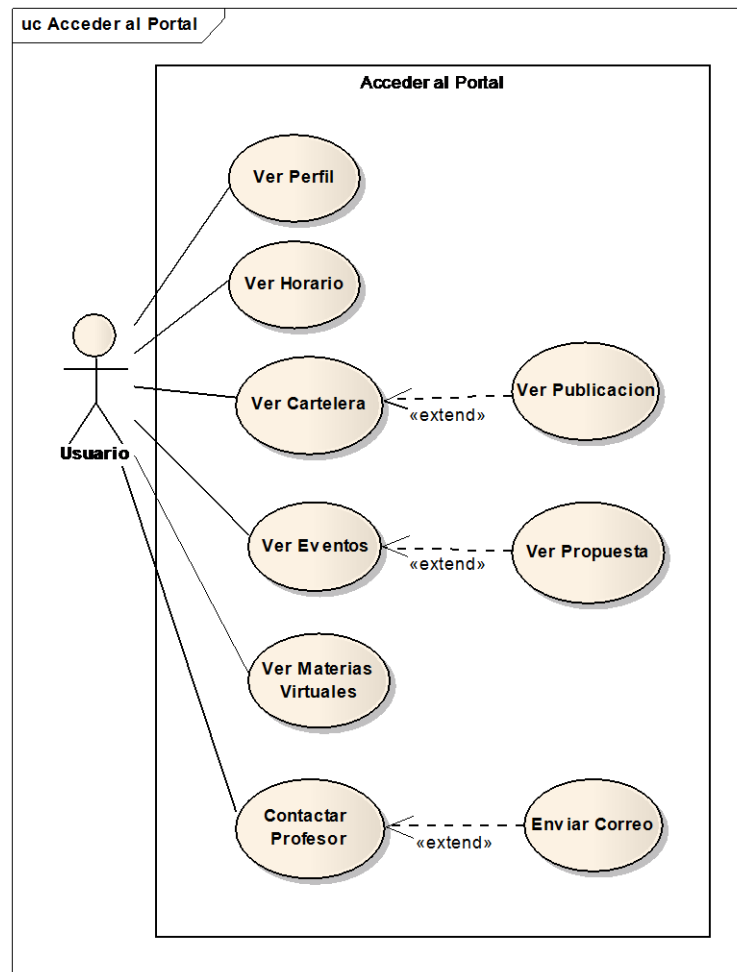 uc Acceder al Portal
Acceder al Portal
Ver Perfil
Ver Horario
Usuario
Ver Cartelera
«extend»
Ver Publicacion
Ver Eventos
«extend»
Ver Propuesta
Ver Materias
Virtuales
Contactar
Profesor
«extend»
Enviar Correo